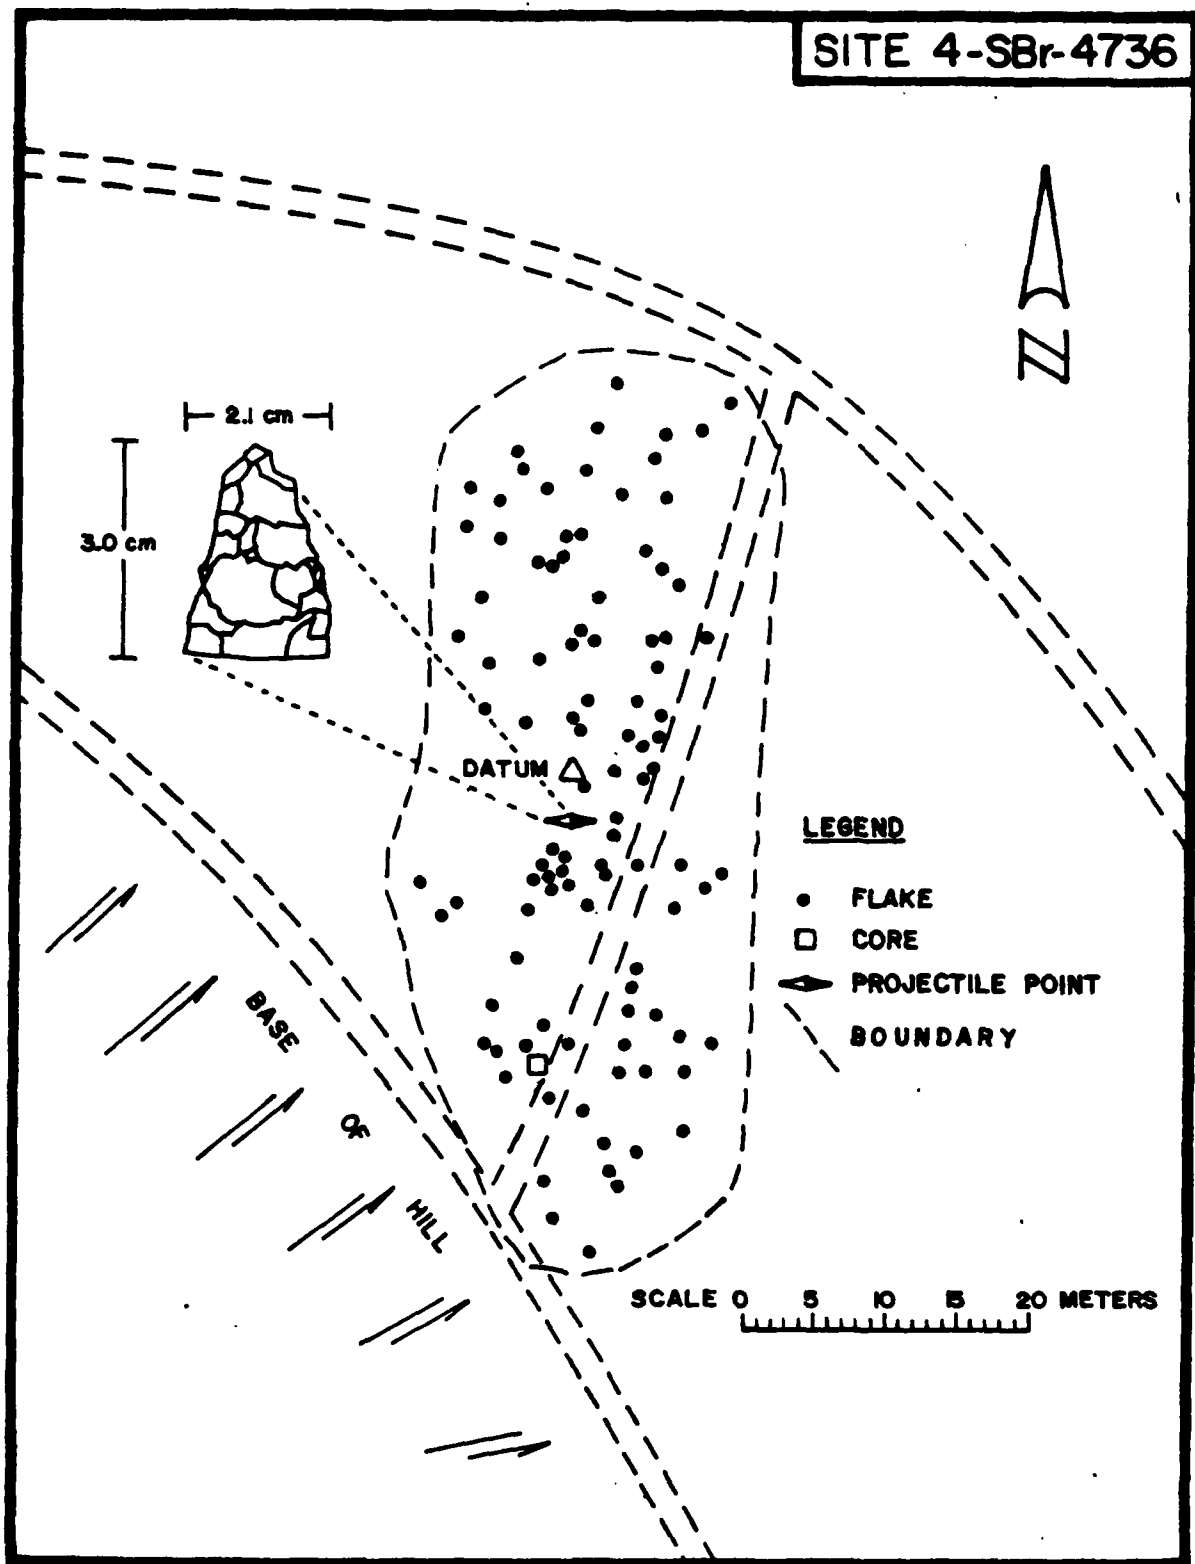 SITE 4-SBr-4736
N
2.1 cm
3.0 cm
DATUM
LEGEND
FLAKE
CORE
PROJECTILE POINT
BOUNDARY
BASE OF HILL
SCALE 0 5 10 15 20 METERS